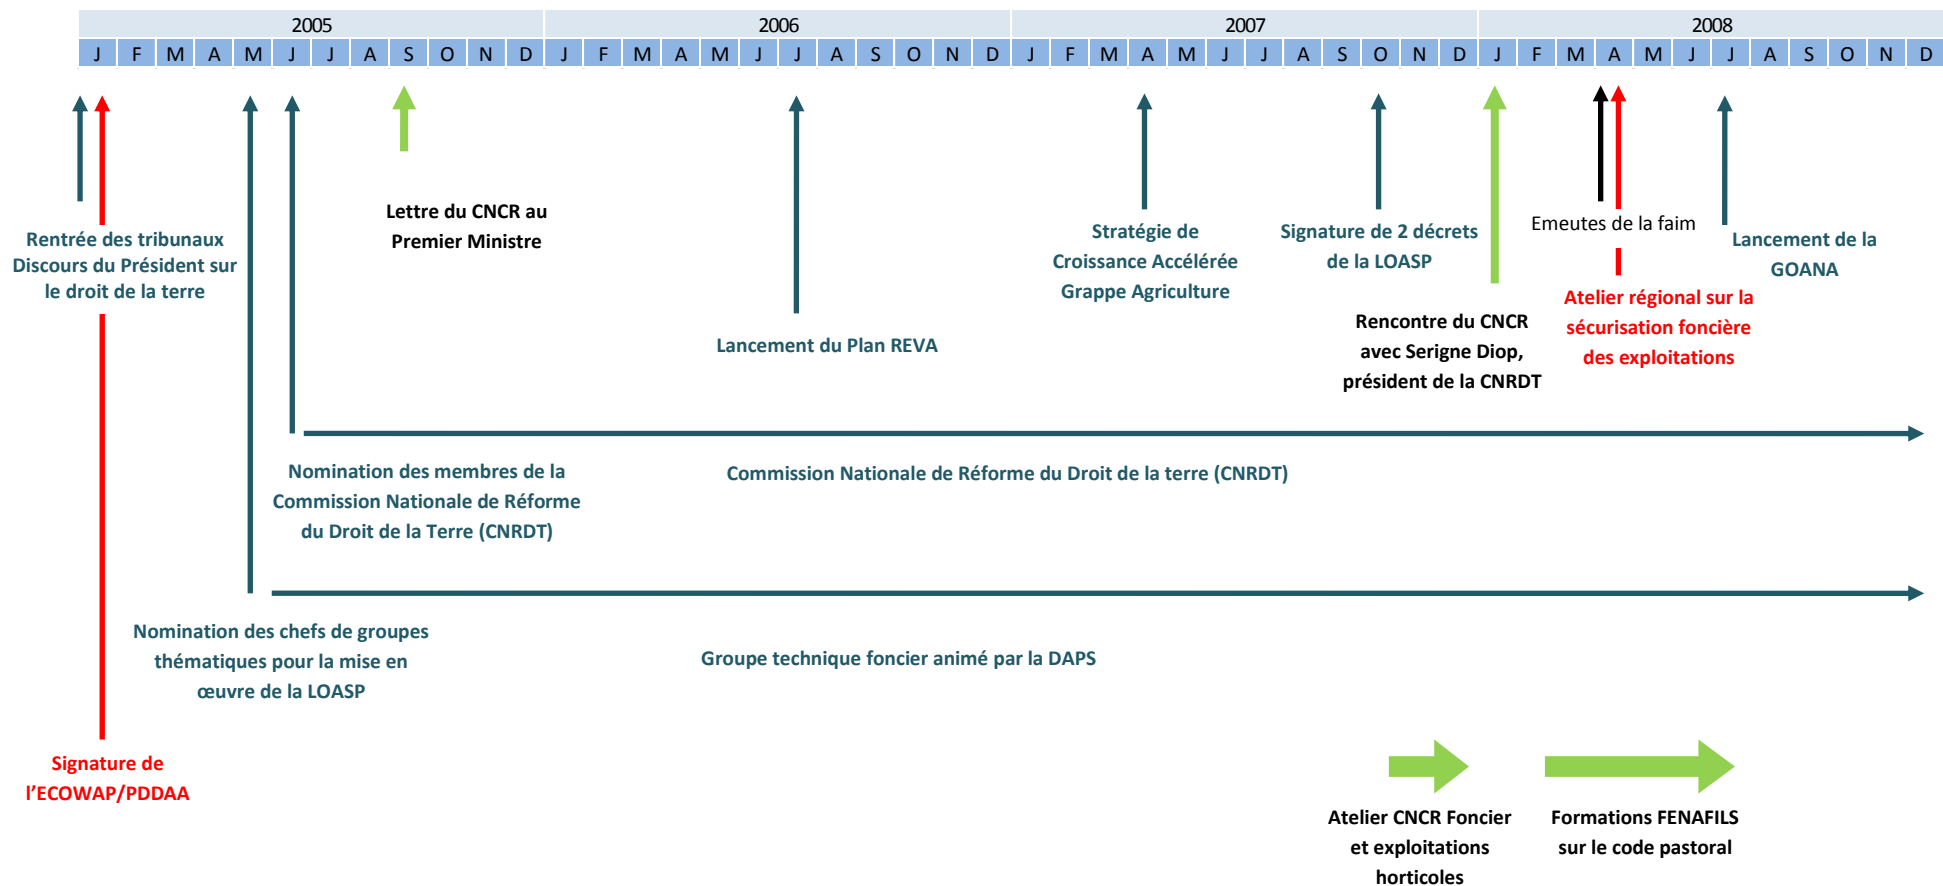 2005 2006 2007 2008
J F M A M J J A S O N D J F M A M J J A S O N D J F M A M J J A S O N D J F M A M J J A S O N D
Rentrée des tribunaux
Discours du Président sur
le droit de la terre
Lettre du CNCR au
Premier Ministre
Lancement du Plan REVA
Stratégie de
Croissance Accélérée
Grappe Agriculture
Signature de 2 décrets
de la LOASP
Rencontre du CNCR
avec Serigne Diop,
président de la CNRDT
Emeutes de la faim
Atelier régional sur la
sécurisation foncière
des exploitations
Lancement de la
GOANA
Nomination des membres de la
Commission Nationale de Réforme
du Droit de la Terre (CNRDT)
Commission Nationale de Réforme du Droit de la terre (CNRDT)
Nomination des chefs de groupes
thématiques pour la mise en
œuvre de la LOASP
Groupe technique foncier animé par la DAPS
Signature de
l'ECOWAP/PDDAA
Atelier CNCR Foncier
et exploitations
horticoles
Formations FENAFILS
sur le code pastoral